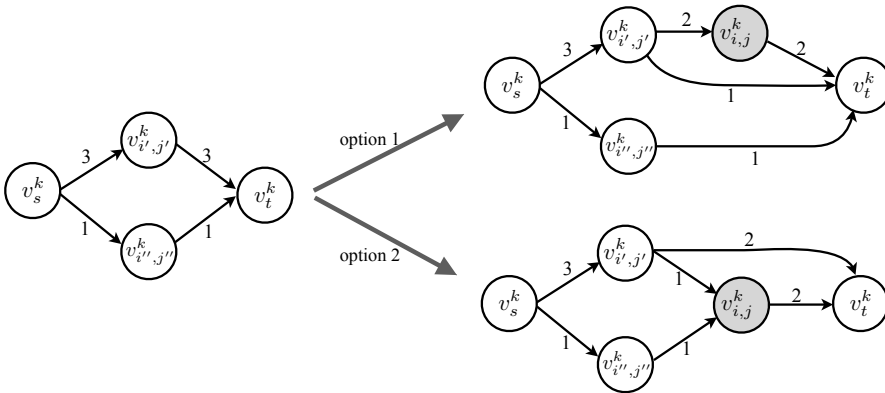 v_s^k
3
v_{i',j'}^k
3
1
v_{i'',j''}^k
1
v_t^k
option 1
option 2
v_s^k
3
v_{i',j'}^k
2
v_{i,j}^k
2
1
v_t^k
1
v_{i'',j''}^k
1
v_s^k
3
v_{i',j'}^k
2
1
v_{i,j}^k
2
v_t^k
1
v_{i'',j''}^k
1